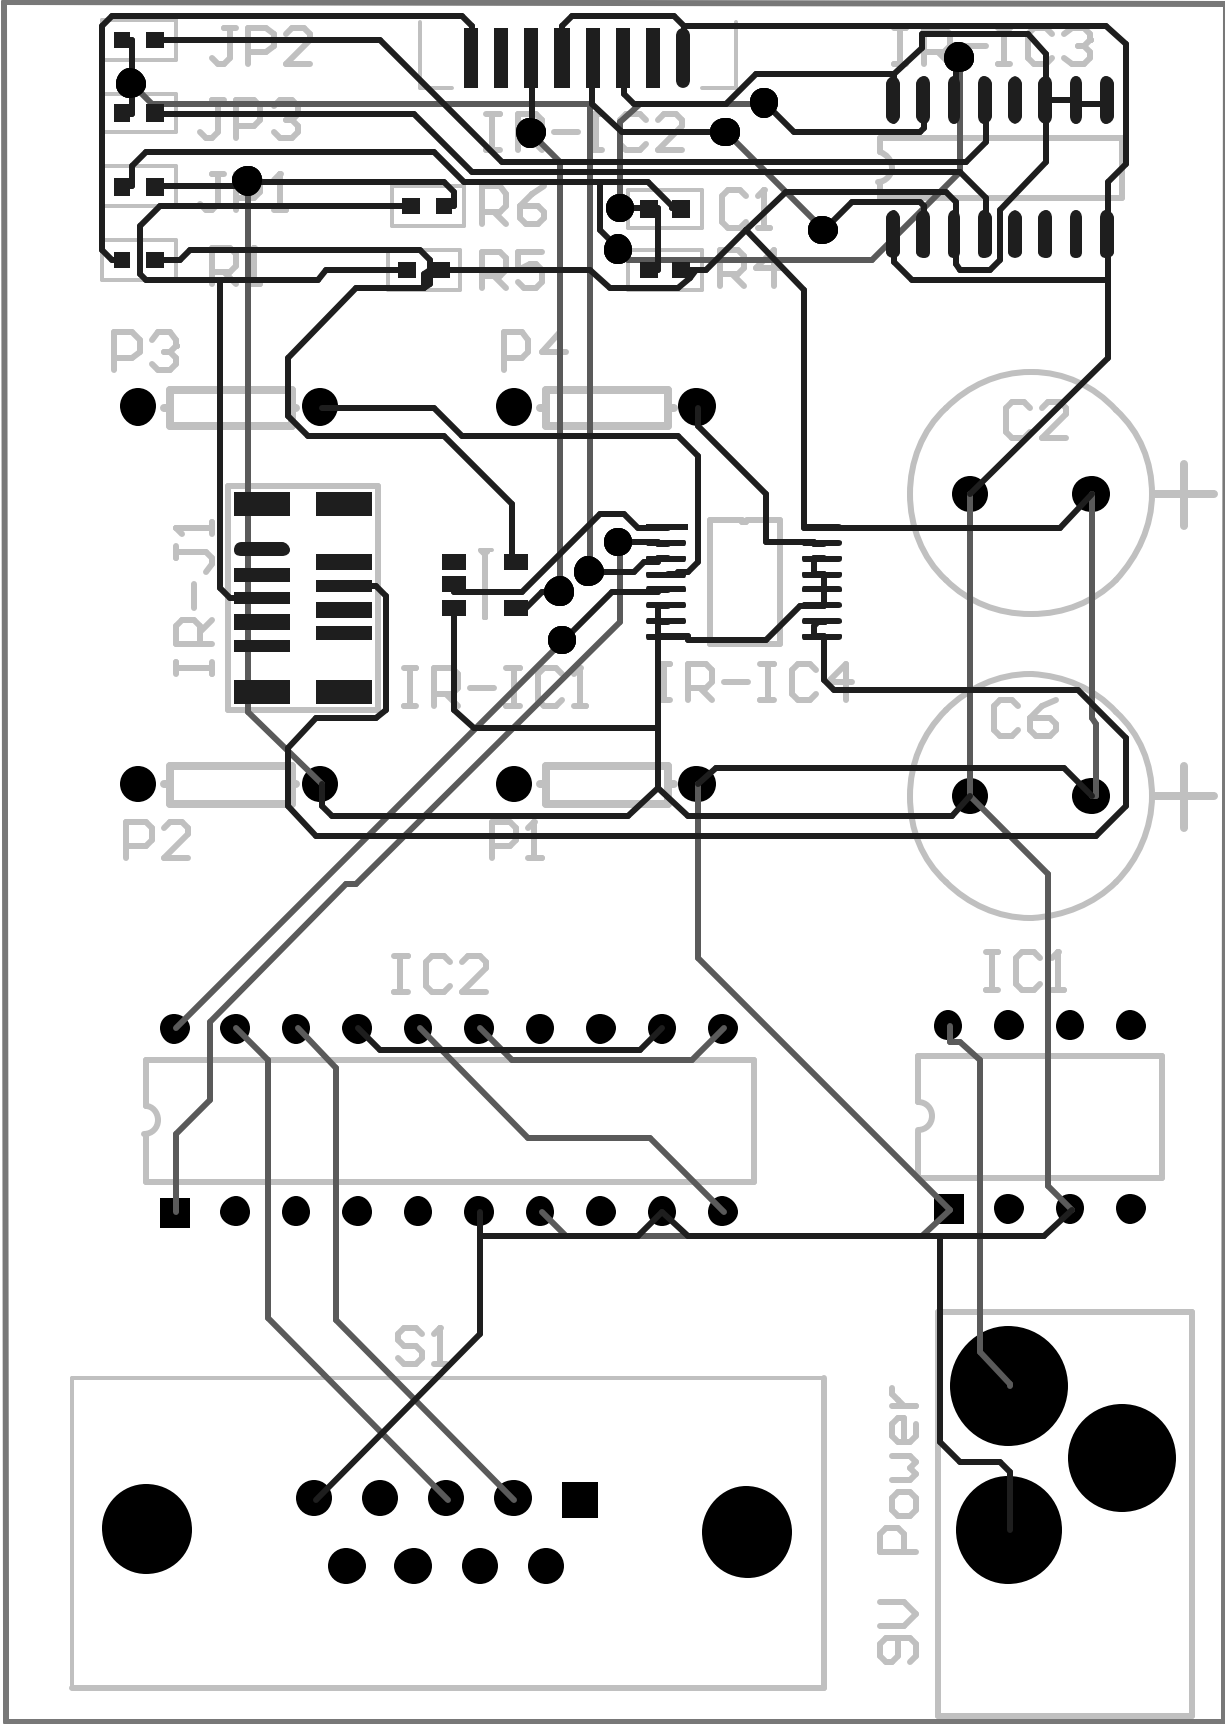 JP2
IR-IC3
JP3
IR-IC2
JP1
R6
C1
R1
R5
R4
P3
P4
C2
IR-J1
IR-IC1
IR-IC4
C6
P2
P1
IC2
IC1
S1
9V Power